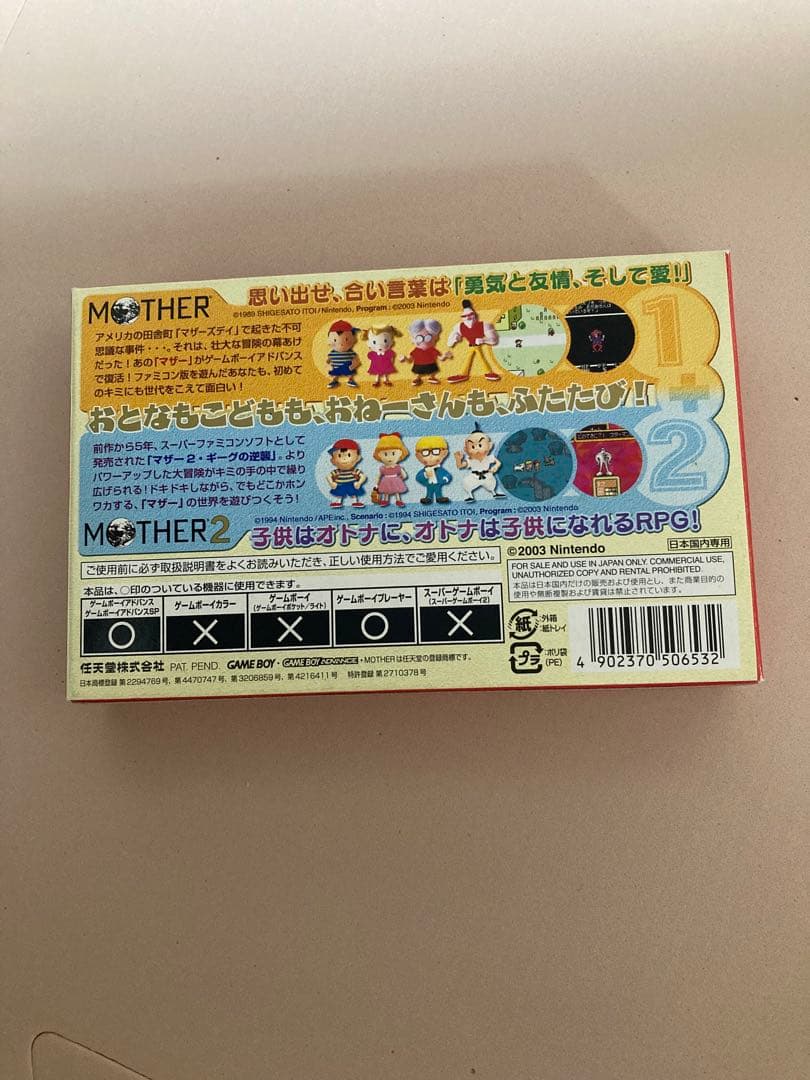 MOTHER®
思い出せ、合い言葉は「勇気と友情、そして愛!」
©1989 SHIGESATO ITOI / Nintendo, Program : ©2003 Nintendo
アメリカの田舎町「マザーズデイ」で起きた不可
思議な事件・・・。それは、壮大な冒険の幕あけ
だった!あの「マザー」がゲームボーイアドバンス
で復活!ファミコン版を遊んだあなたも、初めて
のキミにも世代をこえて面白い!
1+2
おとなもこどもも、おねーさんも、ふたたび!
前作から5年、スーパーファミコンソフトとして
発売された「マザー2・ギーグの逆襲」。より
パワーアップした大冒険がキミの手の中で繰り
広げられる!ドキドキしながら、でもどこかホン
ワカする、「マザー」の世界を遊びつくそう!
©1994 Nintendo / APE inc., Scenario : ©1994 SHIGESATO ITOI, Program : ©2003 Nintendo
MOTHER2
子供はオトナに、オトナは子供になれるRPG!
ご使用前に必ず取扱説明書をよくお読みいただき、正しい使用方法でご愛用ください。
©2003 Nintendo
日本国内専用
FOR SALE AND USE IN JAPAN ONLY. COMMERCIAL USE,
UNAUTHORIZED COPY AND RENTAL PROHIBITED.
本品は日本国内だけの販売および使用とし、また商業目的の
使用や無断複製および賃貸は禁止されています。
本品は、○印のついている機器に使用できます。
ゲームボーイアドバンス
ゲームボーイアドバンスSP
ゲームボーイカラー
ゲームボーイ
(ゲームボーイポケット/ライト)
ゲームボーイプレーヤー
スーパーゲームボーイ
(スーパーゲームボーイ2)
○ × × ○ ×
紙
:外箱
:紙トレイ
プラ
:ポリ袋
(PE)
4 902370 506532
任天堂株式会社 PAT. PEND. GAME BOY・GAME BOY ADVANCE・MOTHERは任天堂の登録商標です。
日本商標登録 第2294769号、第4470747号、第3206859号、第4216411号 特許登録 第2710378号